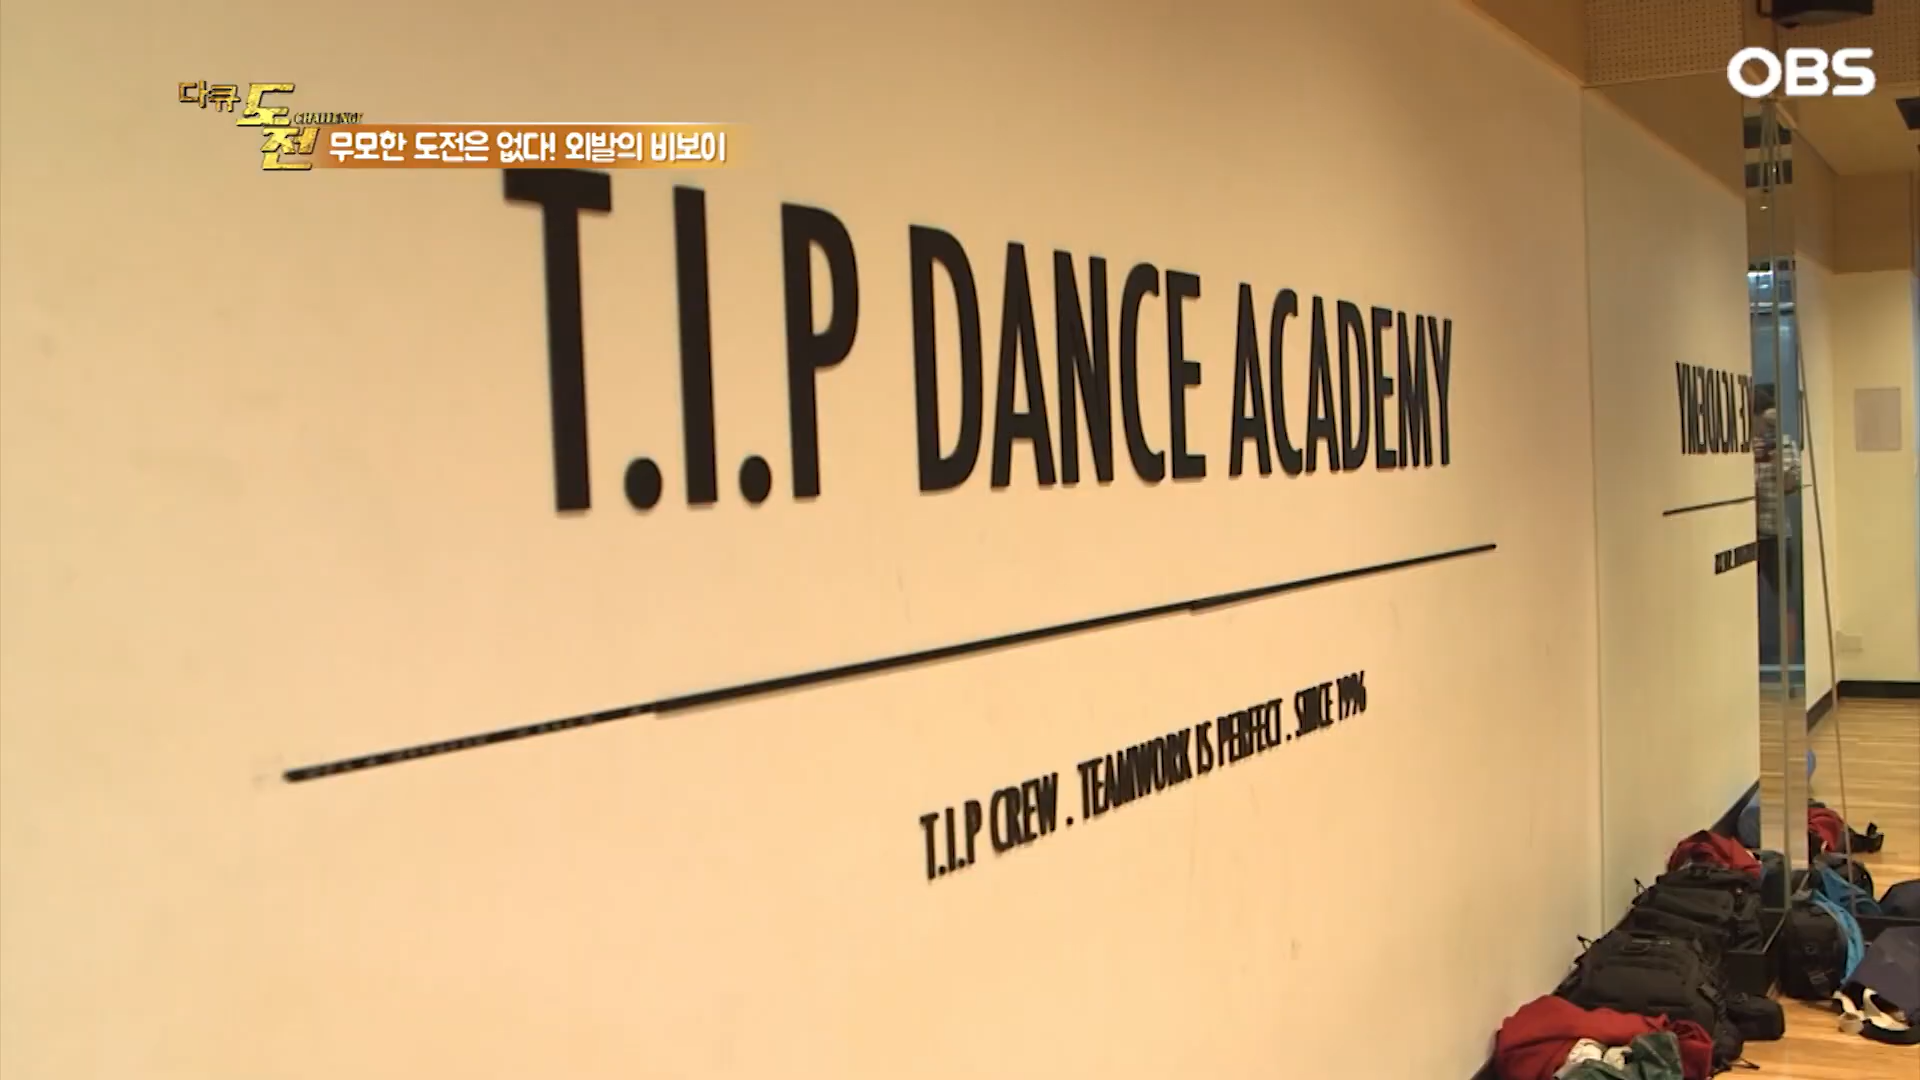 OBS
다큐 도전
CHALLENGE
무모한 도전은 없다! 외발의 비보이
T.I.P DANCE ACADEMY
T.I.P CREW . TEAMWORK IS PERFECT . SINCE 1996